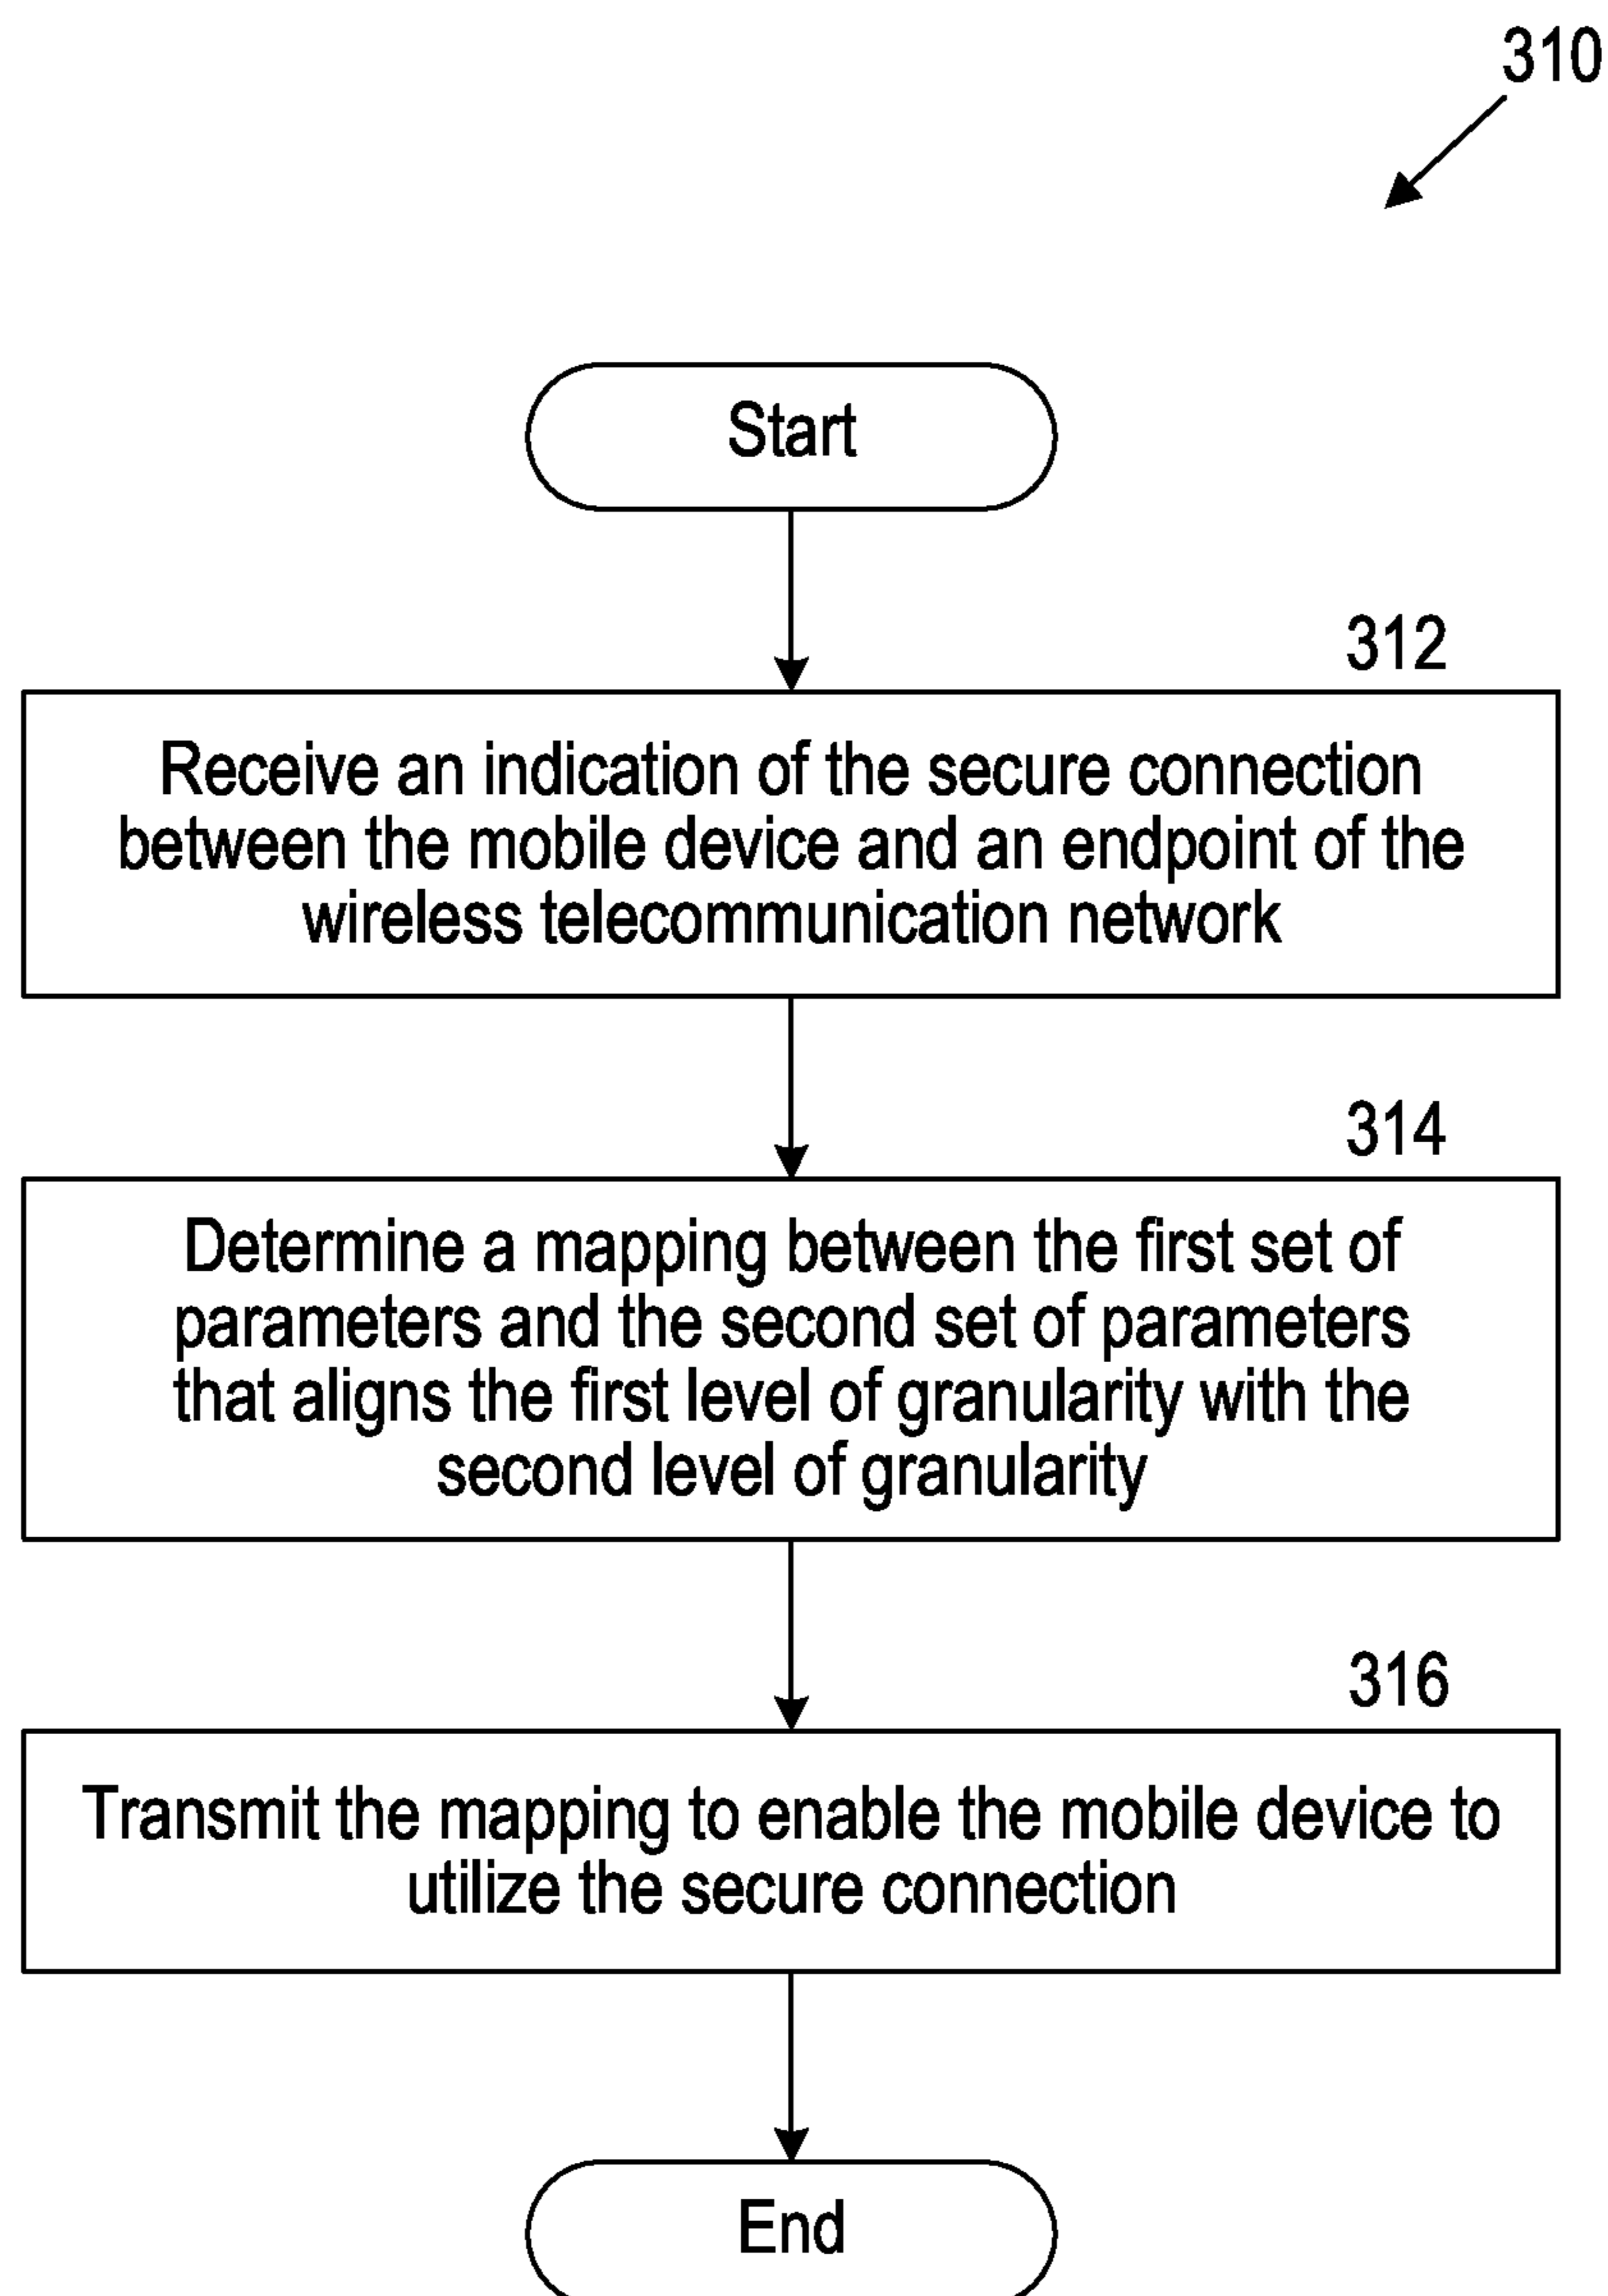 310
Start
312
Receive an indication of the secure connection
between the mobile device and an endpoint of the
wireless telecommunication network
314
Determine a mapping between the first set of
parameters and the second set of parameters
that aligns the first level of granularity with the
second level of granularity
316
Transmit the mapping to enable the mobile device to
utilize the secure connection
End